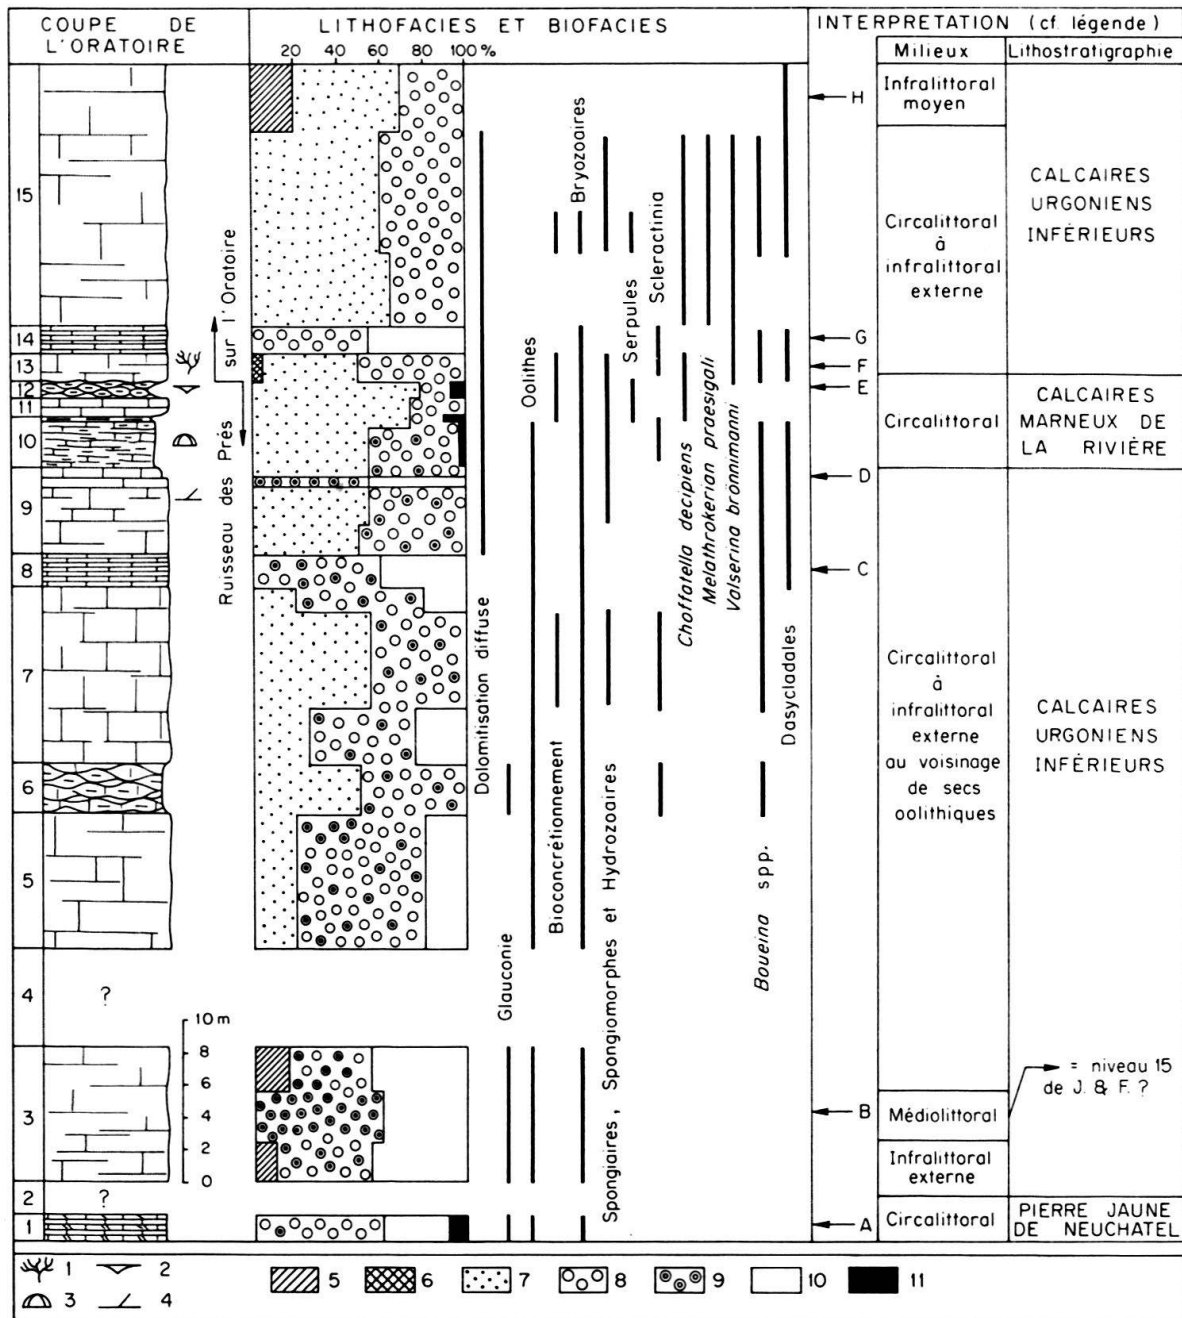 COUPE DE
L'ORATOIRE
LITHOFACIES ET BIOFACIES
20 40 60 80 100 %
INTERPRETATION (cf. légende)
Milieux
Lithostratigraphie
15
14
13
12
11
10
9
8
7
6
5
4
?
3
2
?
1
10 m
8
6
4
2
0
Ruisseau des Prés
sur l'Oratoire
Dolomitisation diffuse
Glauconie
Oolithes
Bioconcrétionnement
Bryozoaires
Spongiaires, Spongiomorphes et Hydrozoaires
Serpules
Scleractinia
Choffatella decipiens
Melathrokerian praesigali
Valserina brönnimanni
Boueina spp.
Dasycladales
H
G
F
E
D
C
B
A
Infralittoral
moyen
Circalittoral
à
infralittoral
externe
Circalittoral
Circalittoral
à
infralittoral
externe
au voisinage
de secs
oolithiques
Médiolittoral
Infralittoral
externe
Circalittoral
CALCAIRES
URGONIENS
INFÉRIEURS
CALCAIRES
MARNEUX DE
LA RIVIÈRE
CALCAIRES
URGONIENS
INFÉRIEURS
= niveau 15
de J. & F. ?
PIERRE JAUNE
DE NEUCHATEL
1 2 5 6 7 8 9 10 11
3 4